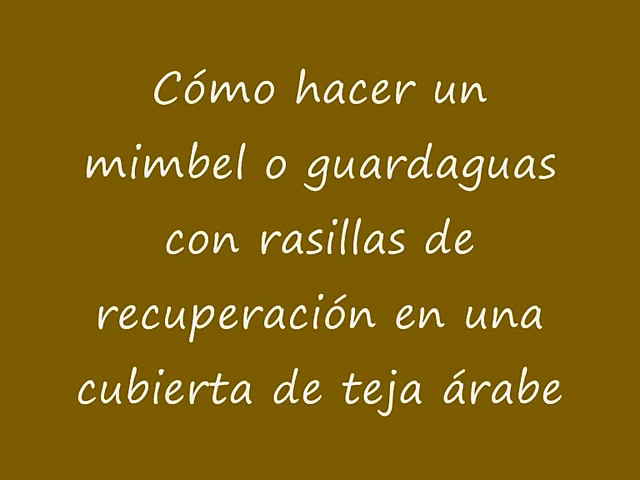 Cómo hacer un
mimbel o guardaguas
con rasillas de
recuperación en una
cubierta de teja árabe